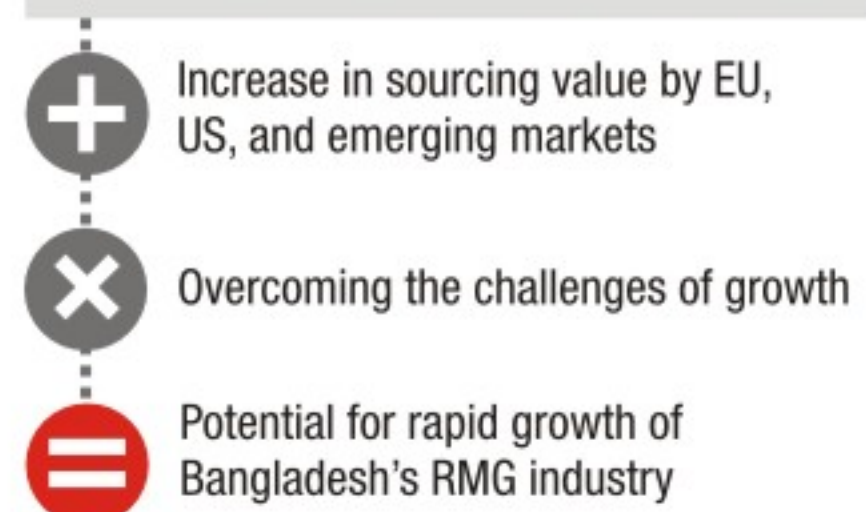 Increase in sourcing value by EU,
US, and emerging markets
Overcoming the challenges of growth
Potential for rapid growth of
Bangladesh’s RMG industry